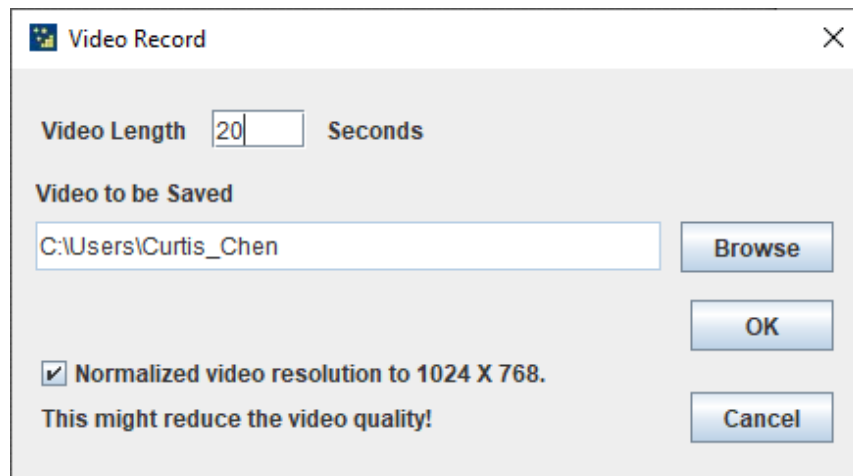 Video Record
Video Length 20 Seconds
Video to be Saved
C:\Users\Curtis_Chen
Browse
OK
Normalized video resolution to 1024 X 768.
This might reduce the video quality!
Cancel